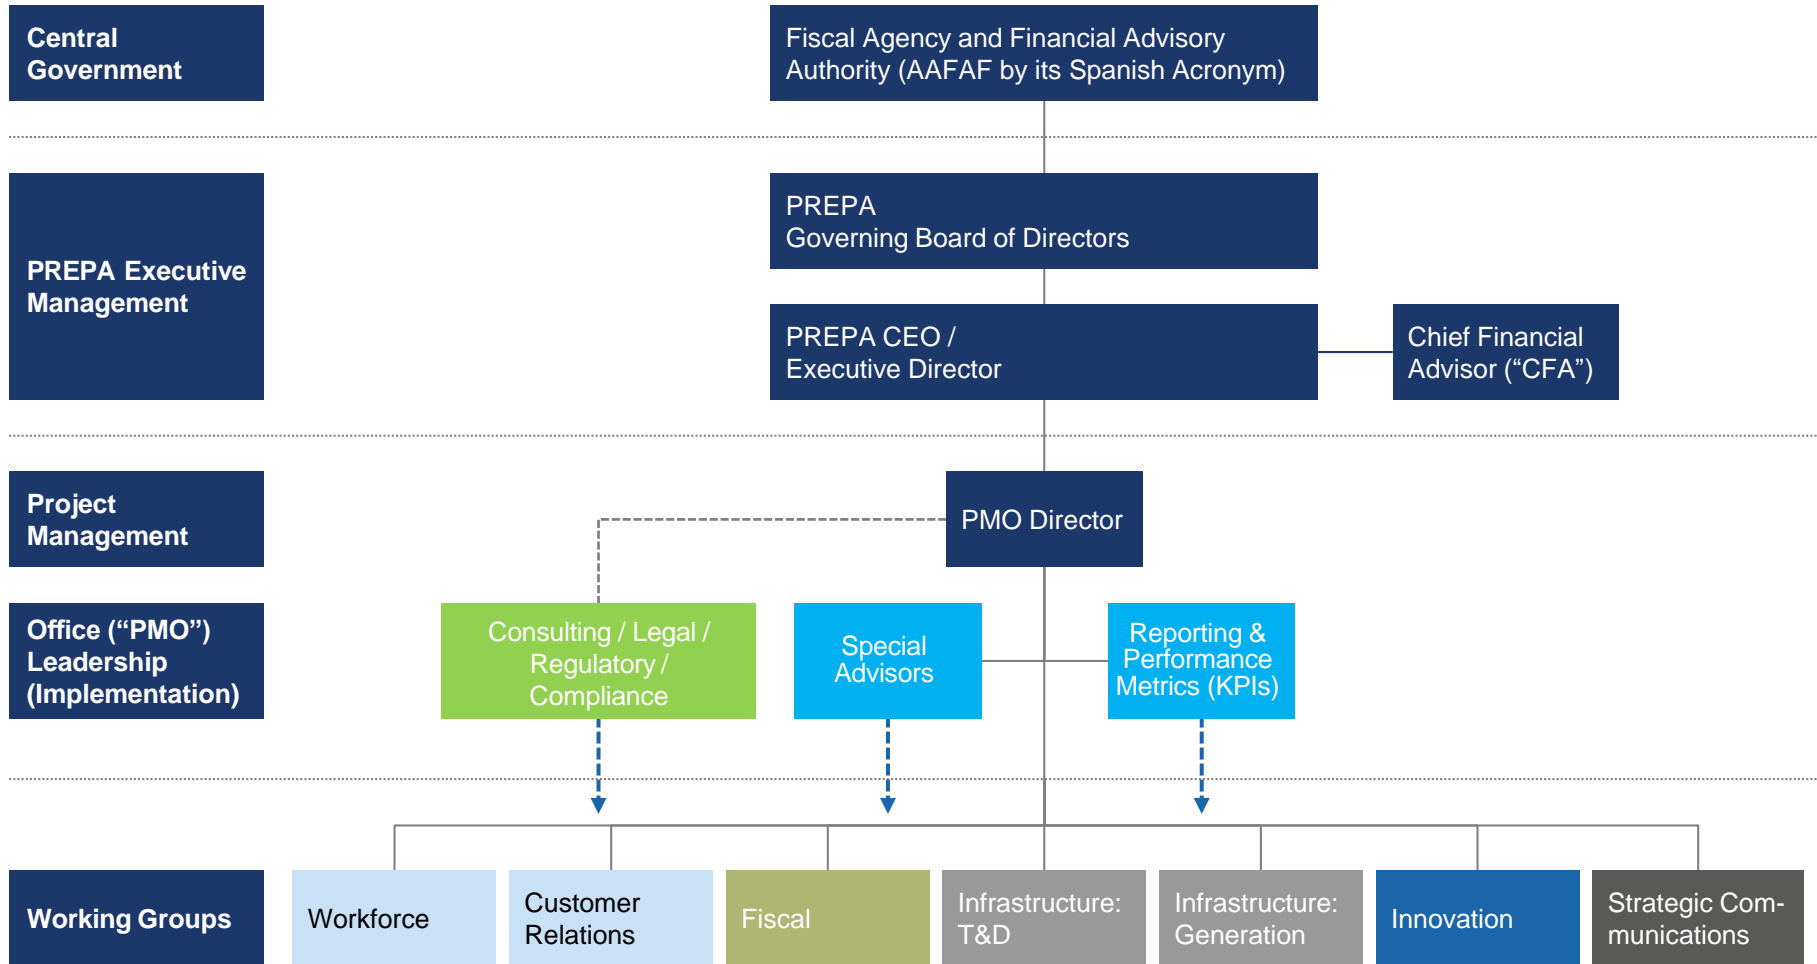 Central
Government
Fiscal Agency and Financial Advisory
Authority (AAFAF by its Spanish Acronym)
PREPA Executive
Management
PREPA
Governing Board of Directors
PREPA CEO /
Executive Director
Chief Financial
Advisor (“CFA”)
Project
Management
PMO Director
Office (“PMO”)
Leadership
(Implementation)
Consulting / Legal /
Regulatory /
Compliance
Special
Advisors
Reporting &
Performance
Metrics (KPIs)
Working Groups
Workforce
Customer
Relations
Fiscal
Infrastructure:
T&D
Infrastructure:
Generation
Innovation
Strategic Com-
munications